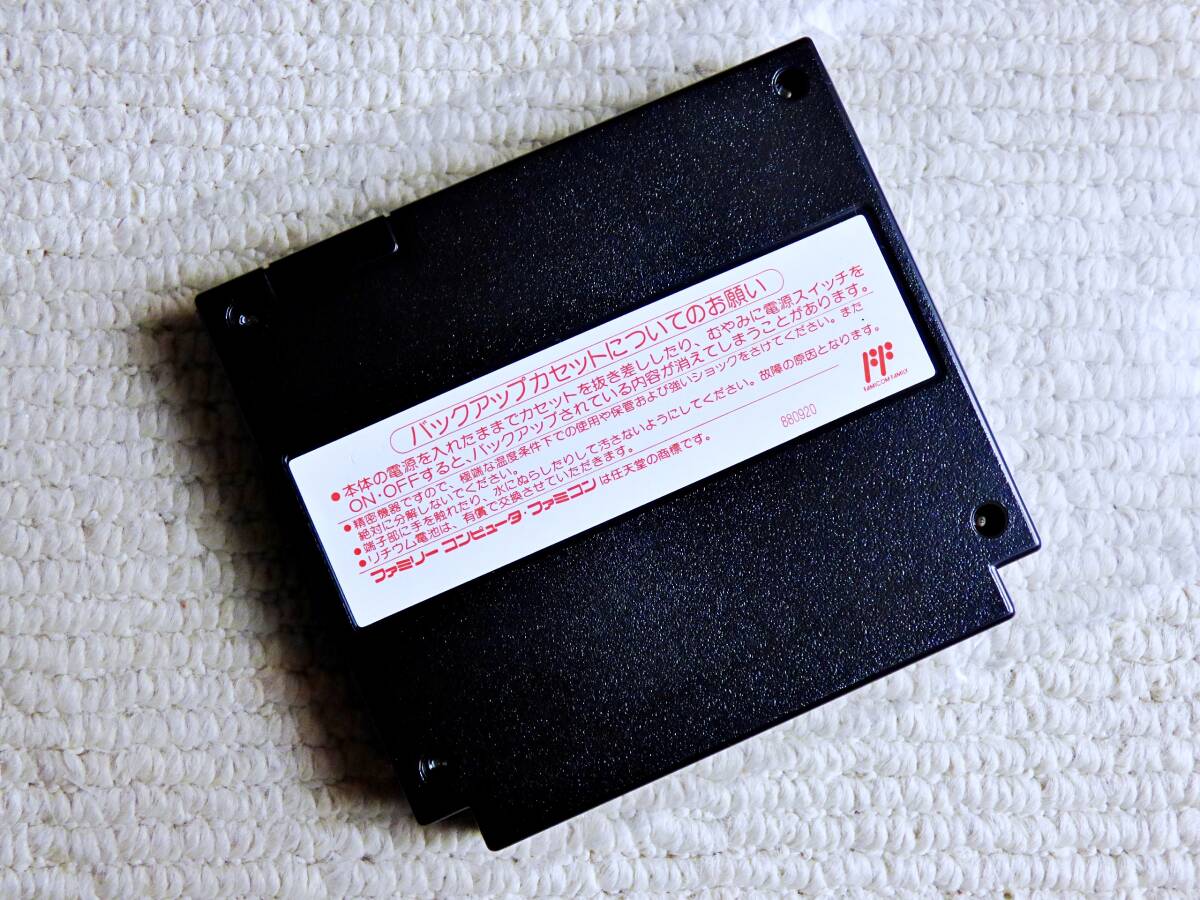 バックアップカセットについてのお願い
●本体の電源を入れたままでカセットを抜き差ししたり、むやみに電源スイッチを
ON・OFFすると、バックアップされている内容が消えてしまうことがあります。
●精密機器ですので、極端な温度条件下での使用や保管および強いショックをさけてください。また
絶対に分解しないでください。
●端子部に手を触れたり、水にぬらしたりして汚さないようにしてください。故障の原因となります。
●リチウム電池は、有償で交換させていただきます。
ファミリーコンピュータ・ファミコンは任天堂の商標です。
880920
FAMICOM FAMILY